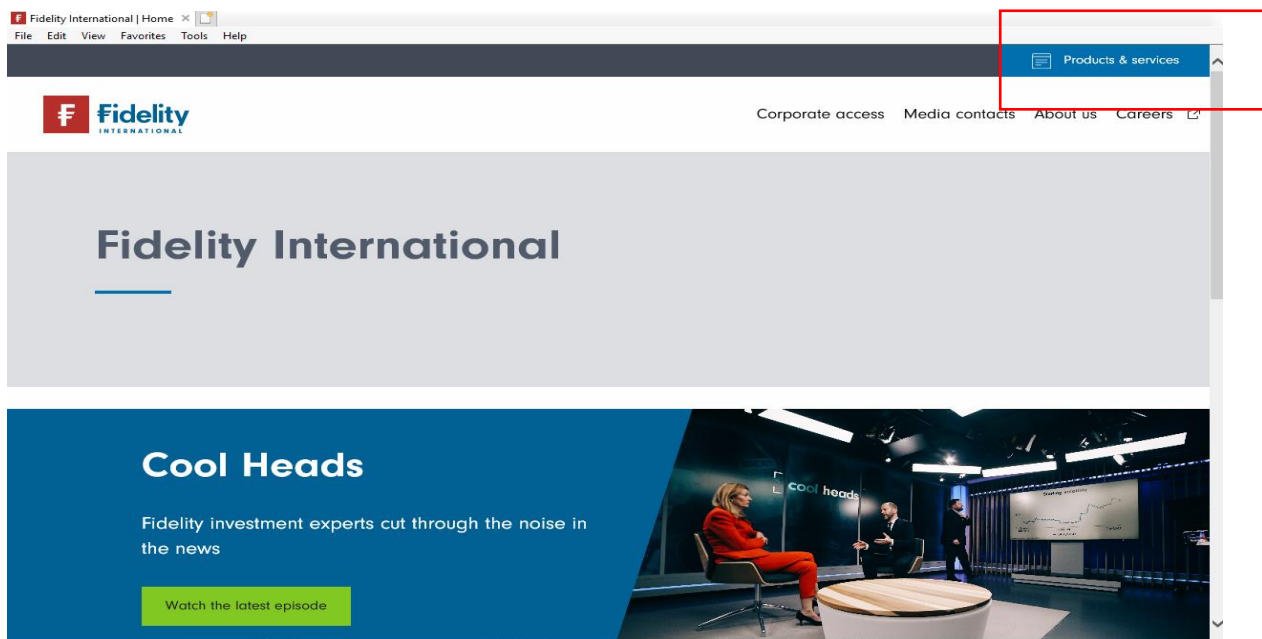 Fidelity International | Home
File Edit View Favorites Tools Help
Products & services
Fidelity
INTERNATIONAL
Corporate access Media contacts About us Careers
Fidelity International
Cool Heads
Fidelity investment experts cut through the noise in
the news
Watch the latest episode
cool heads